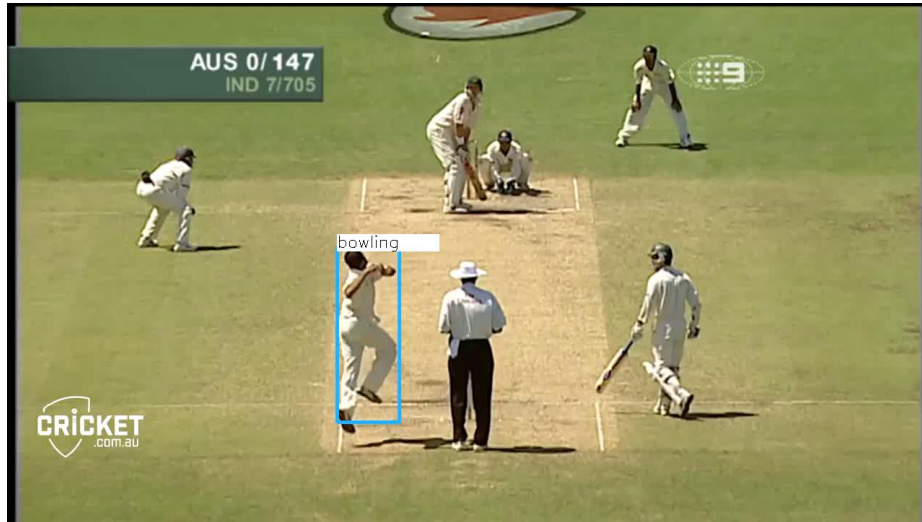 AUS 0/147
IND 7/705
9
bowling
CRICKET
.com.au